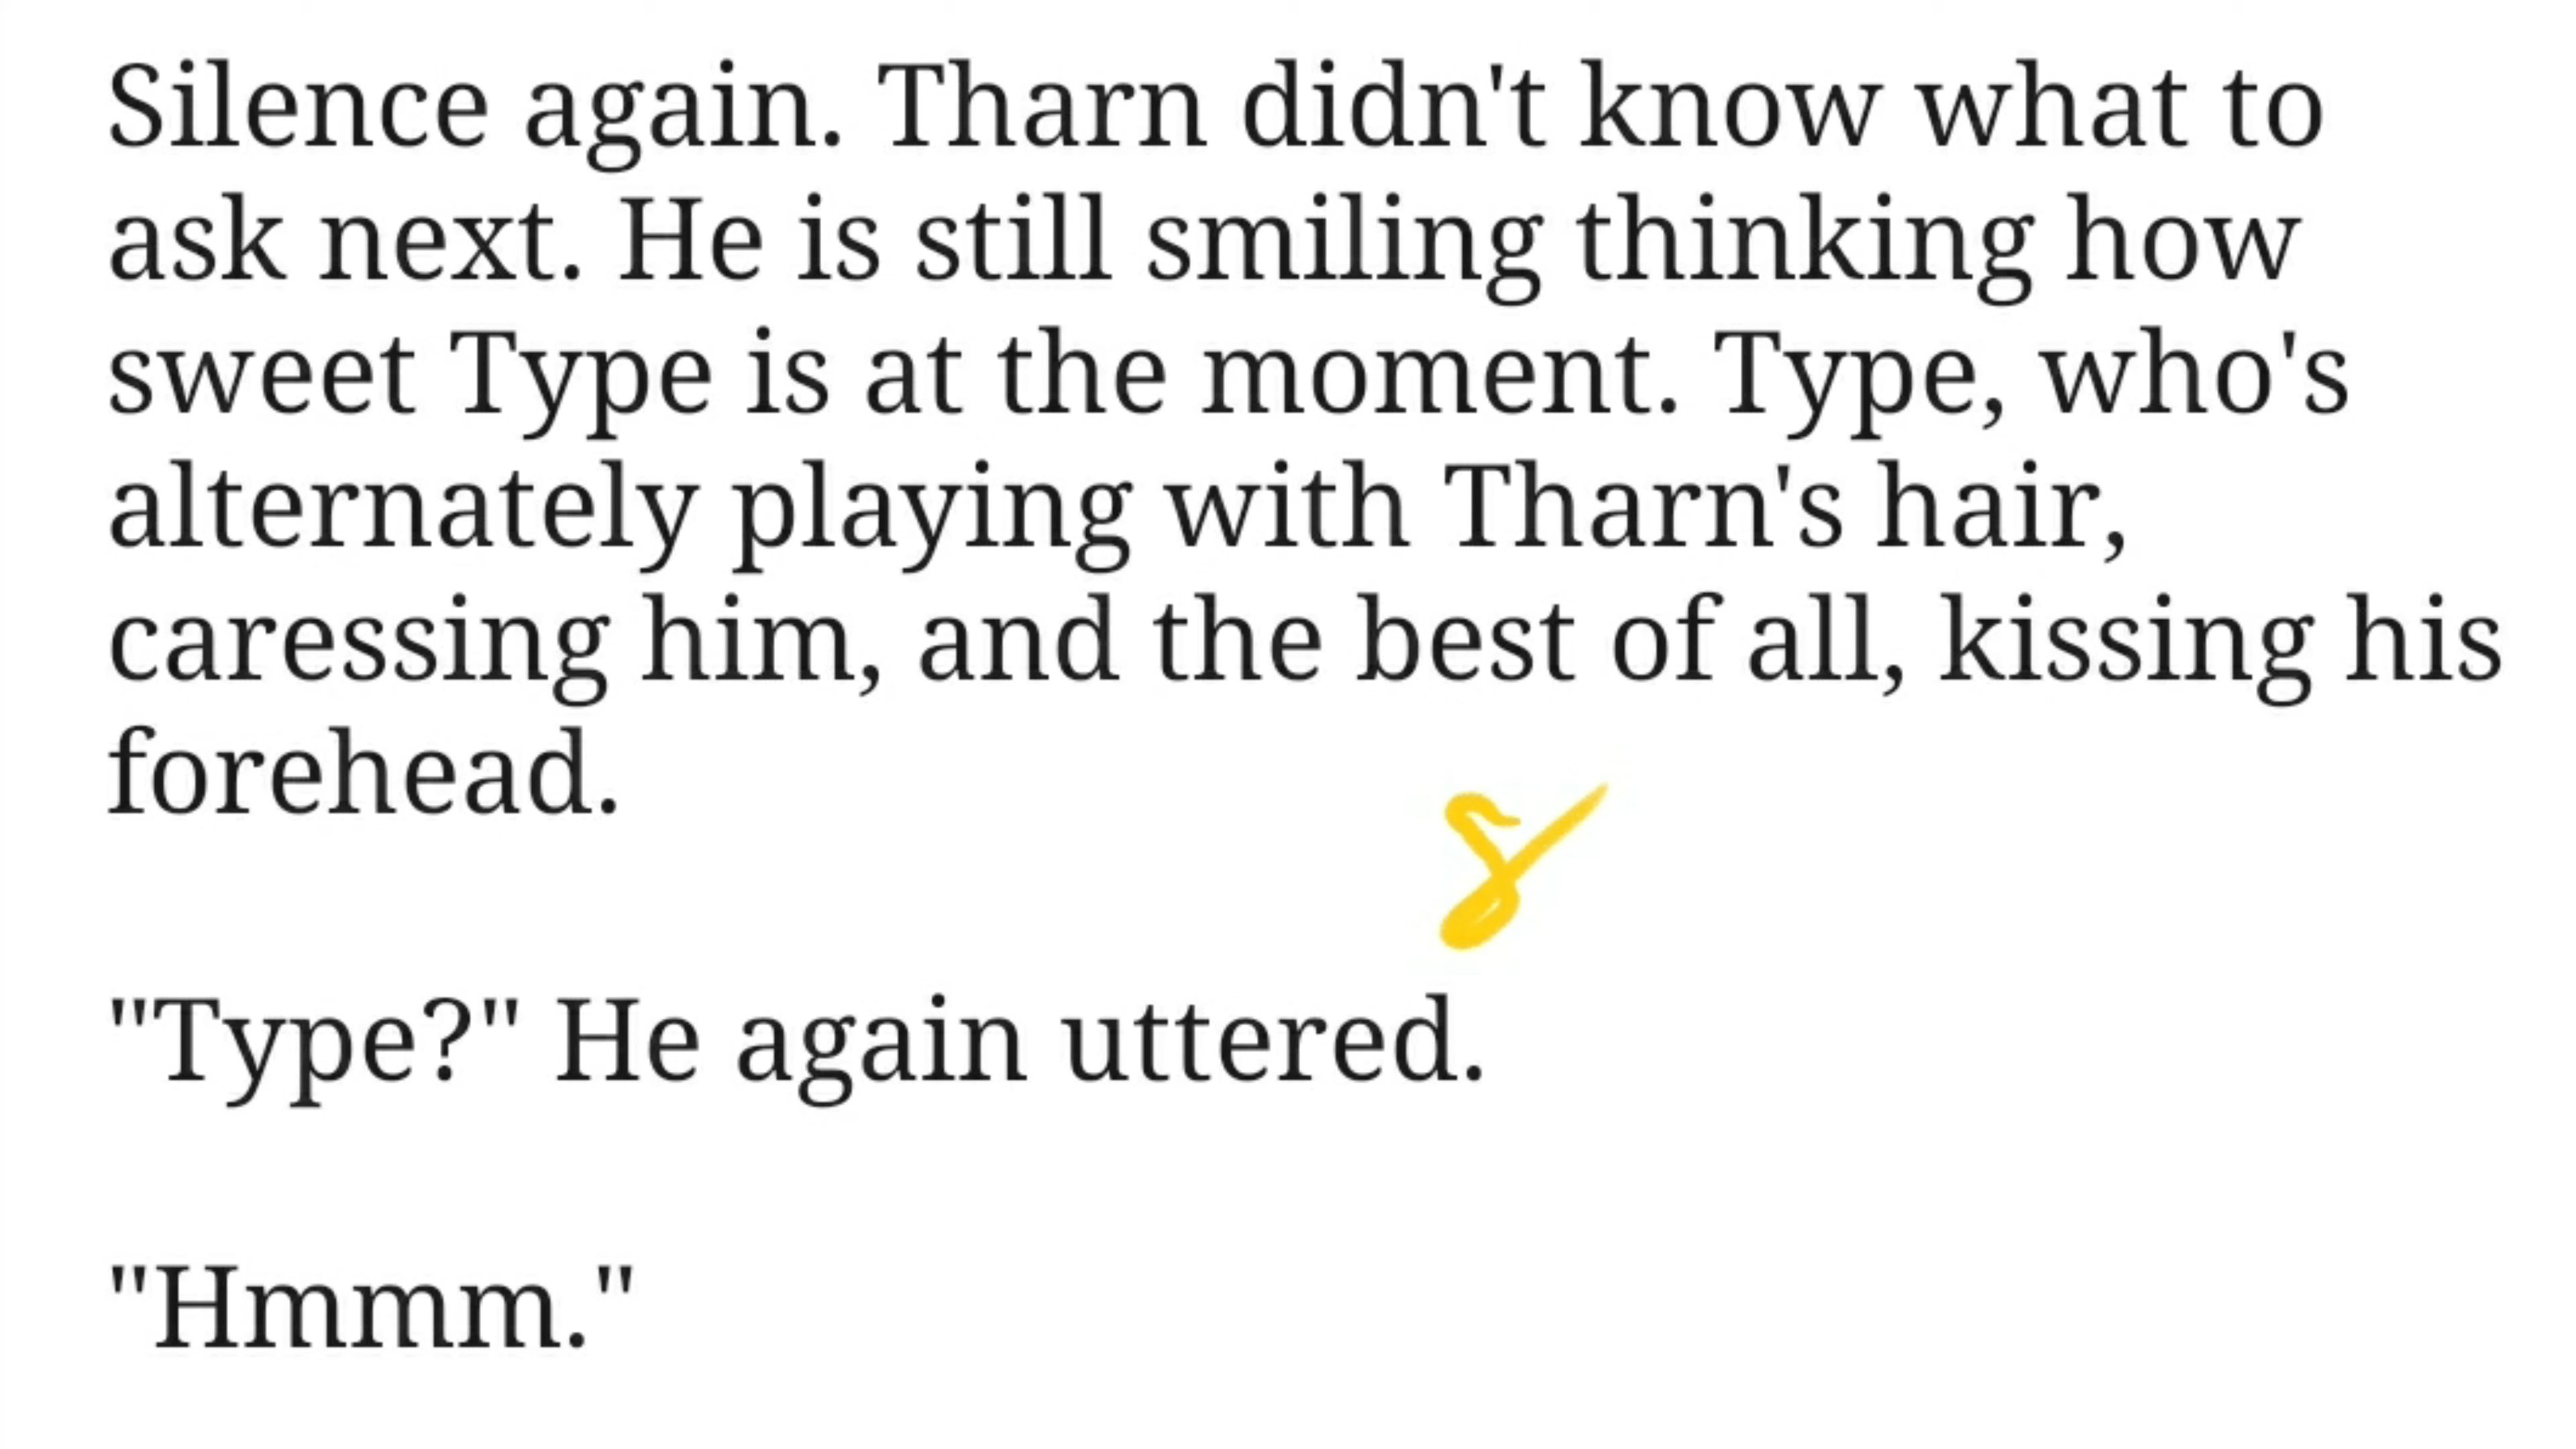 Silence again. Tharn didn't know what to
ask next. He is still smiling thinking how
sweet Type is at the moment. Type, who's
alternately playing with Tharn's hair,
caressing him, and the best of all, kissing his
forehead.
8
"Type?" He again uttered.
"Hmmm."